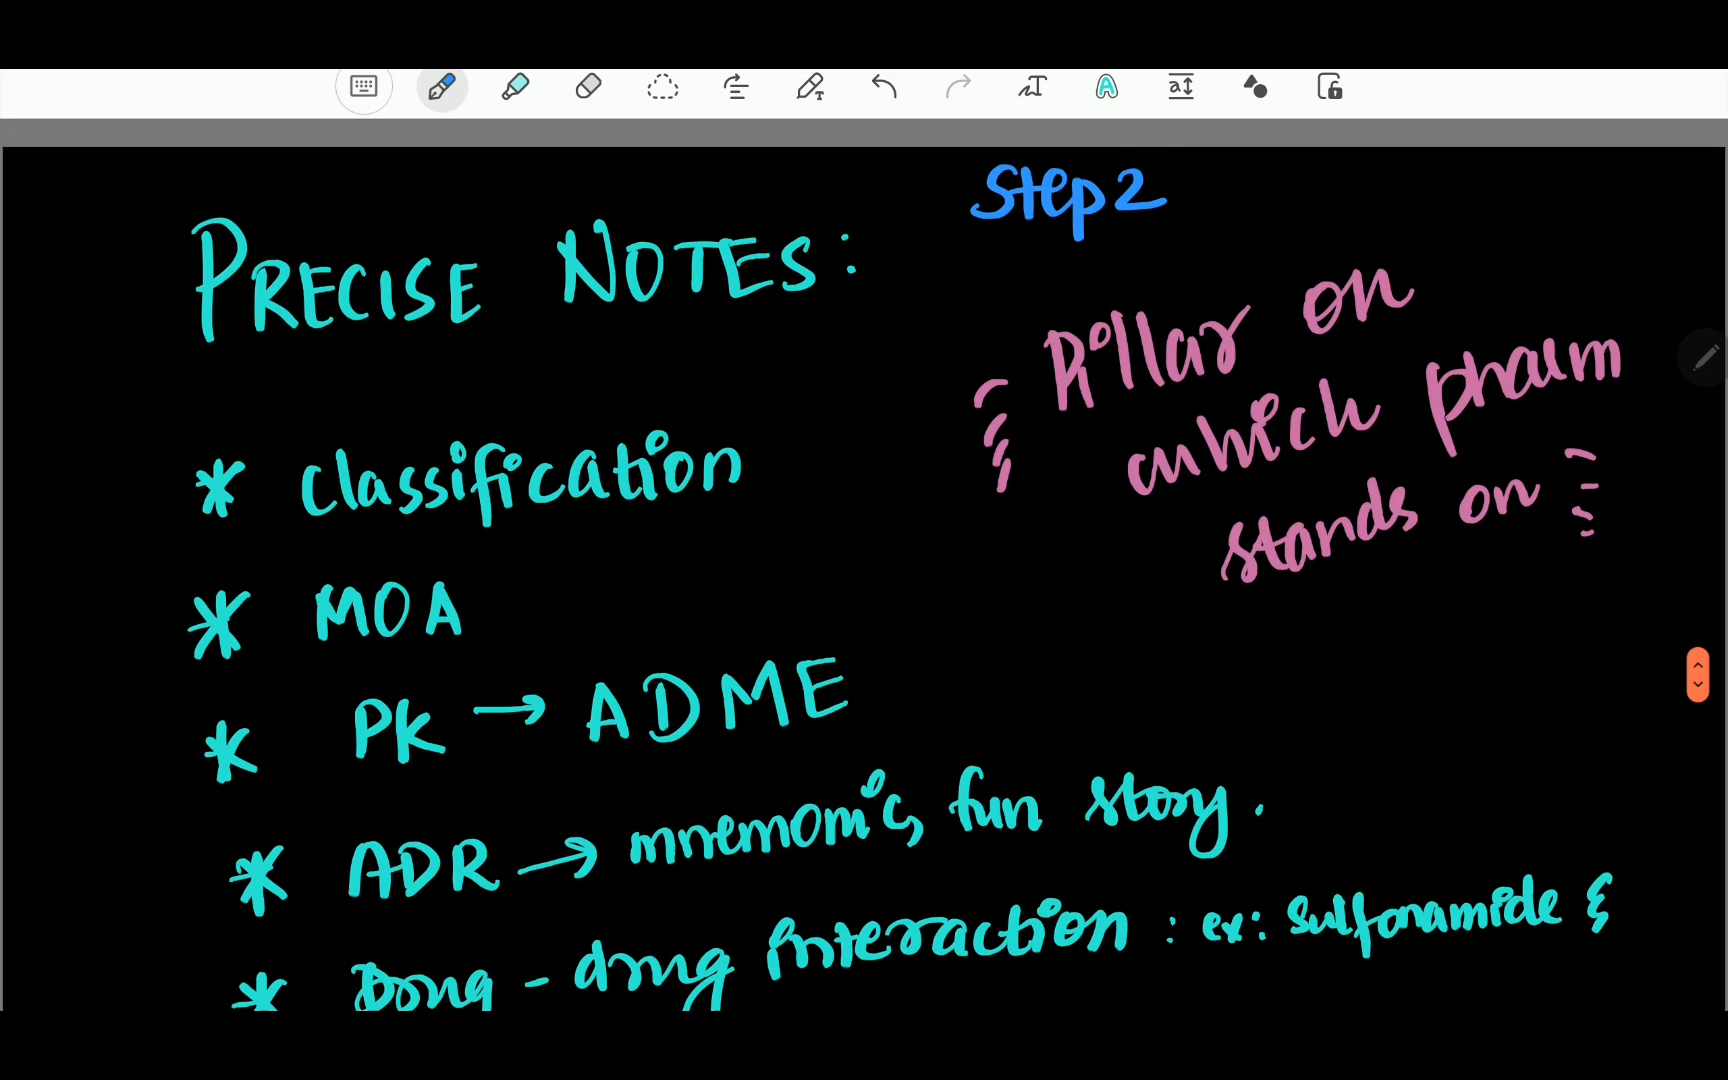 Step 2
PRECISE NOTES:
Pillar on
which pharm
stands on
* Classification
* MOA
* PK → ADME
* ADR → mnemonic, fun story.
* Drug - drug interaction : ex: Sulfonamide {